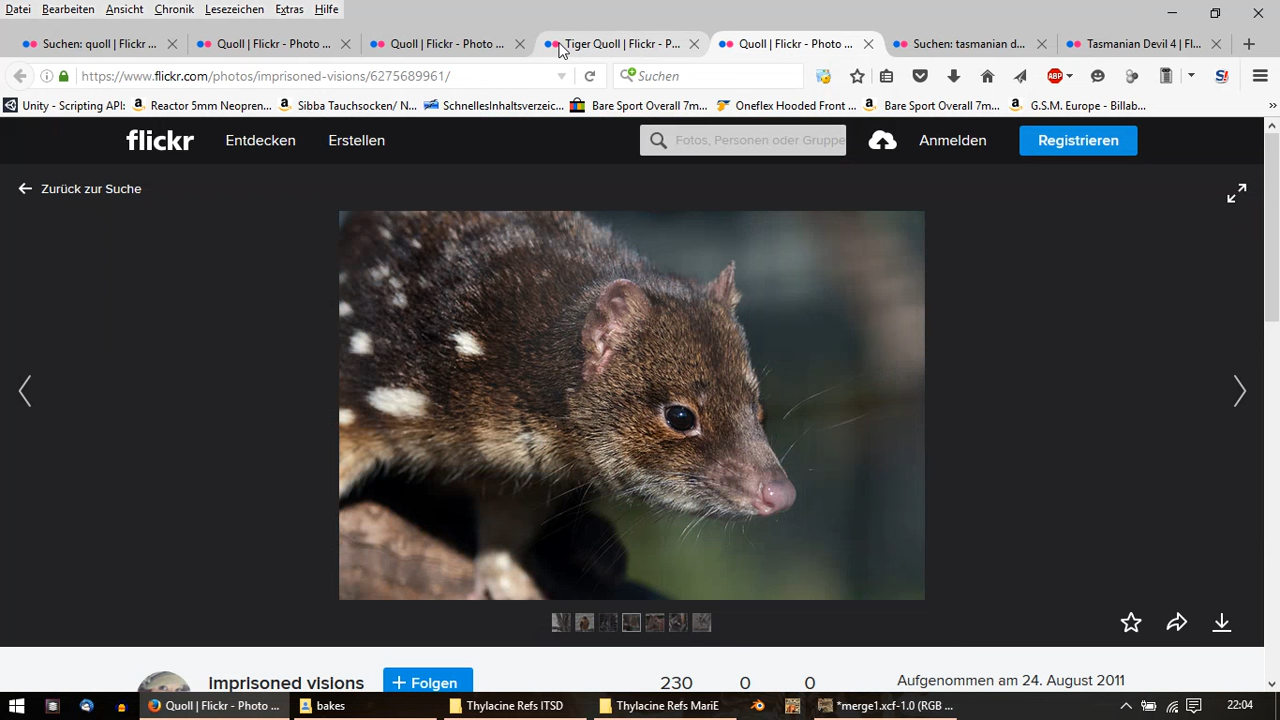 Datei Bearbeiten Ansicht Chronik Lesezeichen Extras Hilfe
Suchen: quoll | Flickr ...
Quoll | Flickr - Photo ...
Quoll | Flickr - Photo ...
Tiger Quoll | Flickr - P...
Quoll | Flickr - Photo ...
Suchen: tasmanian d...
Tasmanian Devil 4 | Fl...
https://www.flickr.com/photos/imprisoned-visions/6275689961/
Suchen
ABP
S!
Unity - Scripting API:
Reactor 5mm Neopren...
Sibba Tauchsocken/ N...
SchnellesInhaltsverzeic...
Bare Sport Overall 7m...
Oneflex Hooded Front ...
Bare Sport Overall 7m...
G.S.M. Europe - Billab...
flickr Entdecken Erstellen
Fotos, Personen oder Gruppe
Anmelden Registrieren
Zurück zur Suche
Imprisoned visions
+ Folgen
230 0 0
Aufgenommen am 24. August 2011
Quoll | Flickr - Photo ...
bakes
Thylacine Refs ITSD
Thylacine Refs MariE
*merge1.xcf-1.0 (RGB ...
22:04